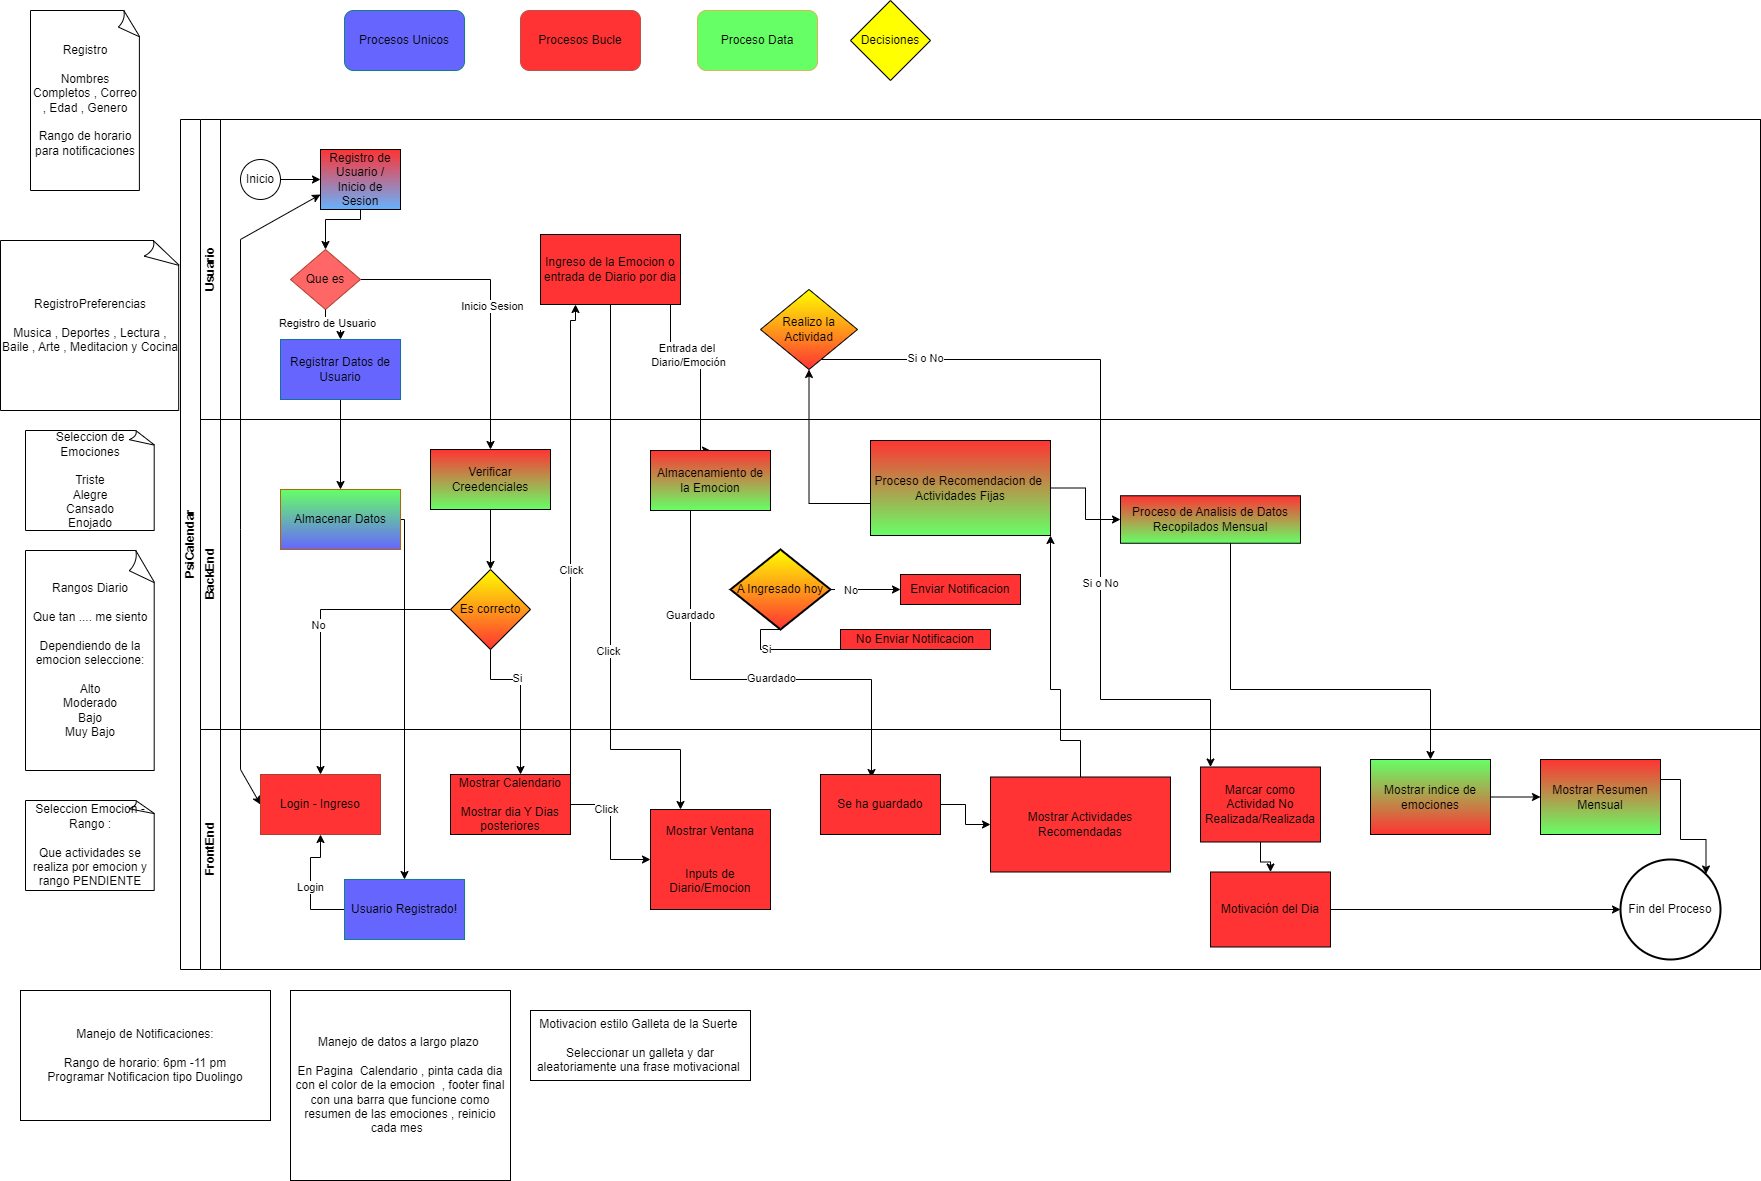 Procesos Unicos
Procesos Bucle
Proceso Data
Decisiones
Registro
Nombres
Completos , Correo
, Edad , Genero
Rango de horario
para notificaciones
RegistroPreferencias
Musica , Deportes , Lectura ,
Baile , Arte , Meditacion y Cocina
Seleccion de
Emociones
Triste
Alegre
Cansado
Enojado
Rangos Diario
Que tan .... me siento
Dependiendo de la
emocion seleccione:
Alto
Moderado
Bajo
Muy Bajo
Seleccion Emocion -
Rango :
Que actividades se
realiza por emocion y
rango PENDIENTE
PsiCalendar
Usuario
Inicio
Registro de
Usuario /
Inicio de
Sesion
Que es
Inicio Sesion
Registro de Usuario
Registrar Datos de
Usuario
Ingreso de la Emocion o
entrada de Diario por dia
Entrada del
Diario/Emoción
Realizo la
Actividad
Si o No
BackEnd
Almacenar Datos
Verificar
Creedenciales
Es correcto
No
Si
Click
Click
Almacenamiento de
la Emocion
Guardado
Guardado
Proceso de Recomendacion de
Actividades Fijas
A Ingresado hoy
No
Enviar Notificacion
Si
No Enviar Notificacion
Si o No
Proceso de Analisis de Datos
Recopilados Mensual
FrontEnd
Login - Ingreso
Login
Usuario Registrado!
Mostrar Calendario
Mostrar dia Y Dias
posteriores
Click
Mostrar Ventana
Inputs de
Diario/Emocion
Se ha guardado
Mostrar Actividades
Recomendadas
Marcar como
Actividad No
Realizada/Realizada
Motivación del Dia
Mostrar indice de
emociones
Mostrar Resumen
Mensual
Fin del Proceso
Manejo de Notificaciones:
Rango de horario: 6pm -11 pm
Programar Notificacion tipo Duolingo
Manejo de datos a largo plazo
En Pagina Calendario , pinta cada dia
con el color de la emocion , footer final
con una barra que funcione como
resumen de las emociones , reinicio
cada mes
Motivacion estilo Galleta de la Suerte
Seleccionar un galleta y dar
aleatoriamente una frase motivacional